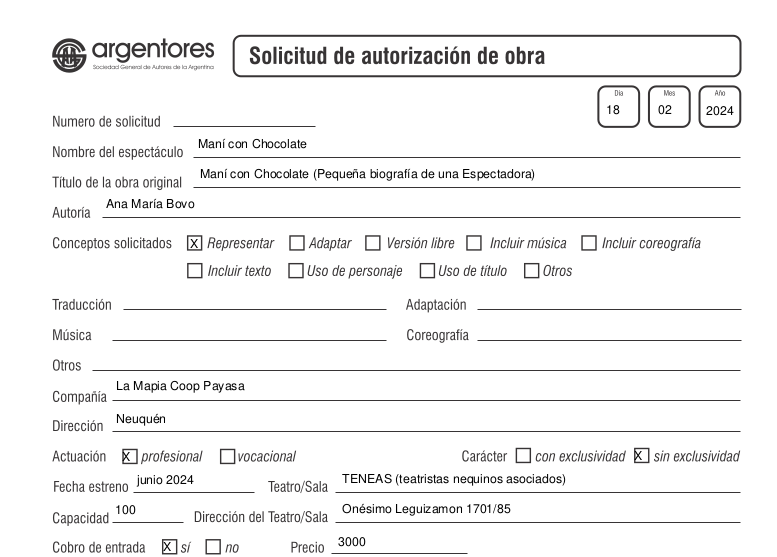 argentores
Sociedad General de Autores de la Argentina
Solicitud de autorización de obra
Día Mes Año
18 02 2024
Numero de solicitud
Nombre del espectáculo Maní con Chocolate
Título de la obra original Maní con Chocolate (Pequeña biografía de una Espectadora)
Autoría Ana María Bovo
Conceptos solicitados X Representar Adaptar Versión libre Incluir música Incluir coreografía
Incluir texto Uso de personaje Uso de título Otros
Traducción Adaptación
Música Coreografía
Otros
Compañía La Mapia Coop Payasa
Dirección Neuquén
Actuación X profesional vocacional Carácter con exclusividad X sin exclusividad
Fecha estreno junio 2024 Teatro/Sala TENEAS (teatristas nequinos asociados)
Capacidad 100 Dirección del Teatro/Sala Onésimo Leguizamon 1701/85
Cobro de entrada X sí no Precio 3000